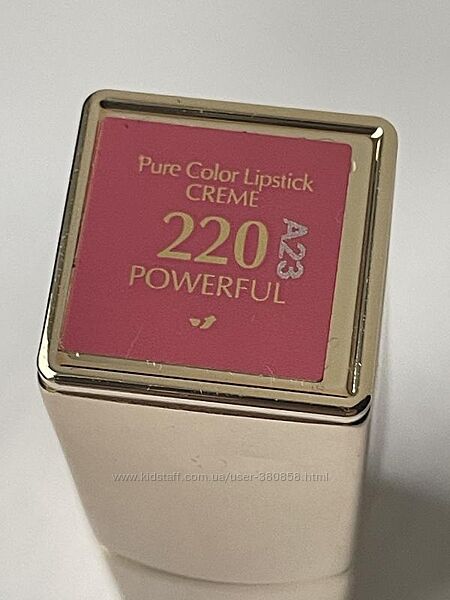 Pure Color Lipstick
CREME
220
A23
POWERFUL
www.kidstaff.com.ua/user-380858.html